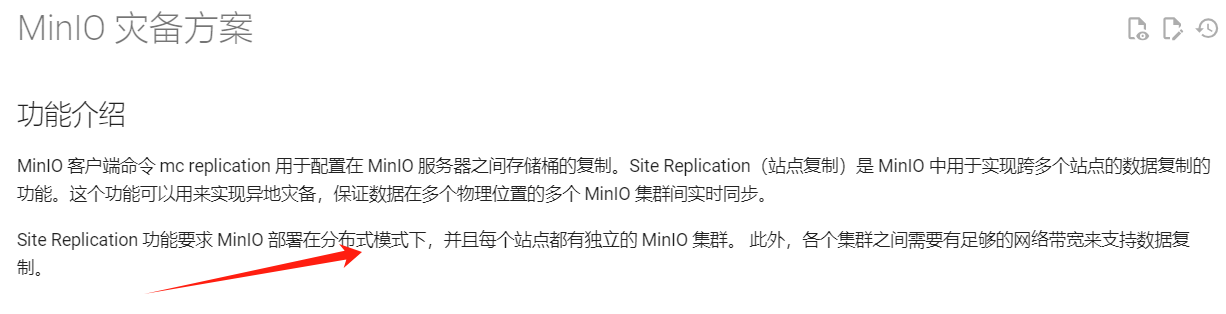 MinIO 灾备方案
功能介绍
MinIO 客户端命令 mc replication 用于配置在 MinIO 服务器之间存储桶的复制。Site Replication（站点复制）是 MinIO 中用于实现跨多个站点的数据复制的
功能。这个功能可以用来实现异地灾备，保证数据在多个物理位置的多个 MinIO 集群间实时同步。
Site Replication 功能要求 MinIO 部署在分布式模式下，并且每个站点都有独立的 MinIO 集群。 此外，各个集群之间需要有足够的网络带宽来支持数据复
制。